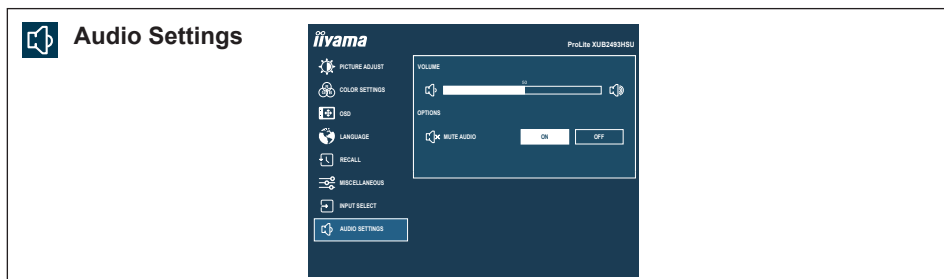 Audio Settings
iiyama
ProLite XUB2493HSU
PICTURE ADJUST
COLOR SETTINGS
OSD
LANGUAGE
RECALL
MISCELLANEOUS
INPUT SELECT
AUDIO SETTINGS
VOLUME
50
OPTIONS
MUTE AUDIO ON OFF